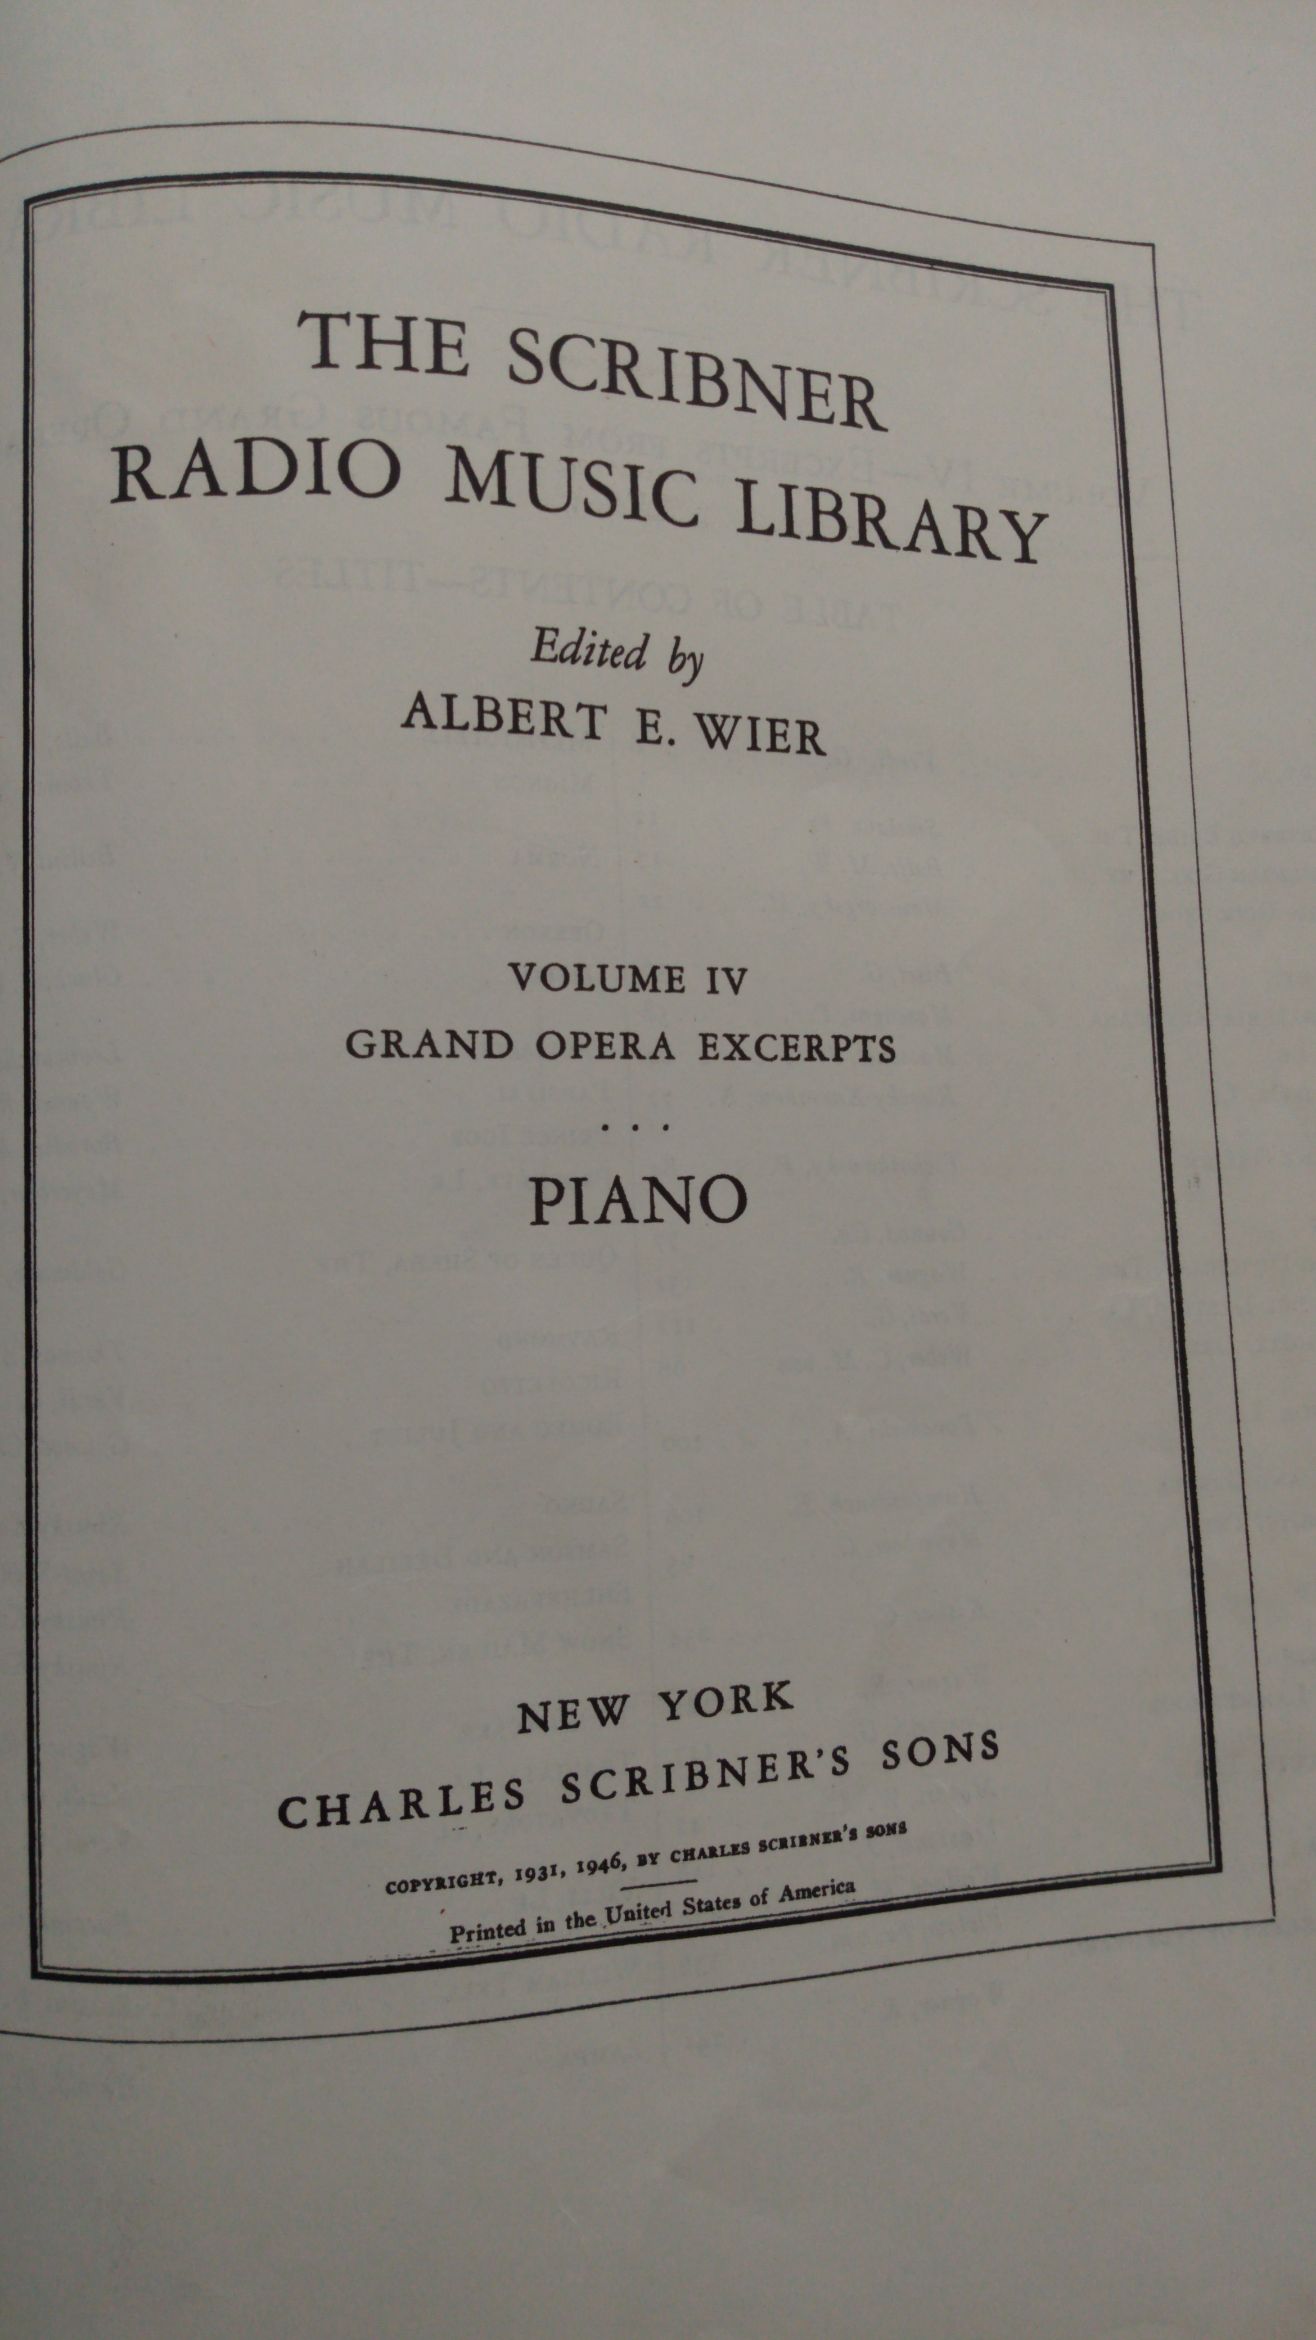 THE SCRIBNER
RADIO MUSIC LIBRARY
Edited by
ALBERT E. WIER
VOLUME IV
GRAND OPERA EXCERPTS
...
PIANO
NEW YORK
CHARLES SCRIBNER'S SONS
COPYRIGHT, 1931, 1946, BY CHARLES SCRIBNER'S SONS
Printed in the United States of America